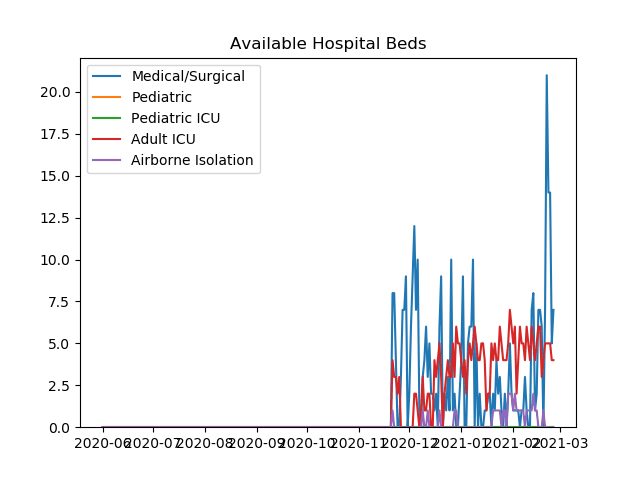 Available Hospital Beds
Medical/Surgical
Pediatric
Pediatric ICU
Adult ICU
Airborne Isolation
20.0
17.5
15.0
12.5
10.0
7.5
5.0
2.5
0.0
2020-06 2020-07 2020-08 2020-09 2020-10 2020-11 2020-12 2021-01 2021-02 2021-03